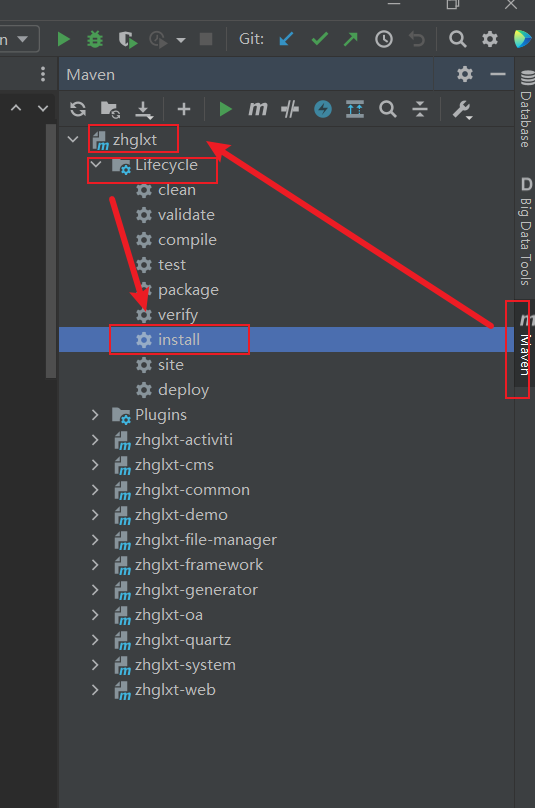 n
Git:
Maven
zhglxt
Lifecycle
clean
validate
compile
test
package
verify
install
site
deploy
Plugins
zhglxt-activiti
zhglxt-cms
zhglxt-common
zhglxt-demo
zhglxt-file-manager
zhglxt-framework
zhglxt-generator
zhglxt-oa
zhglxt-quartz
zhglxt-system
zhglxt-web
Database
D
Big Data Tools
m
Maven